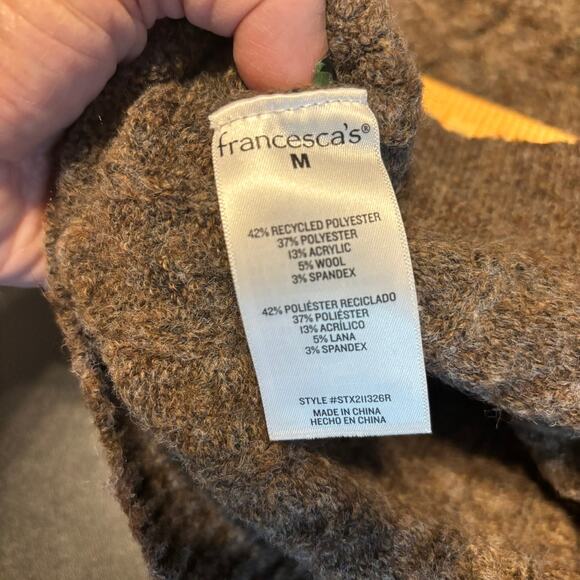 francesca's®
M
42% RECYCLED POLYESTER
37% POLYESTER
13% ACRYLIC
5% WOOL
3% SPANDEX
42% POLIÉSTER RECICLADO
37% POLIÉSTER
13% ACRÍLICO
5% LANA
3% SPANDEX
STYLE #STX211326R
MADE IN CHINA
HECHO EN CHINA